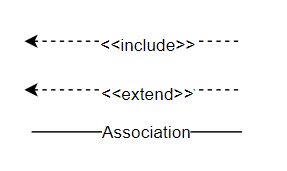 <<include>>
<<extend>>
Association